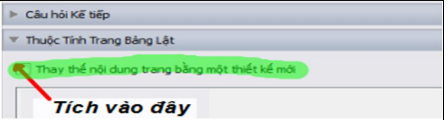 Câu hỏi Kế tiếp
Thuộc Tính Trang Bảng Lật
Thay thế nội dung trang bằng một thiết kế mới
Tích vào đây